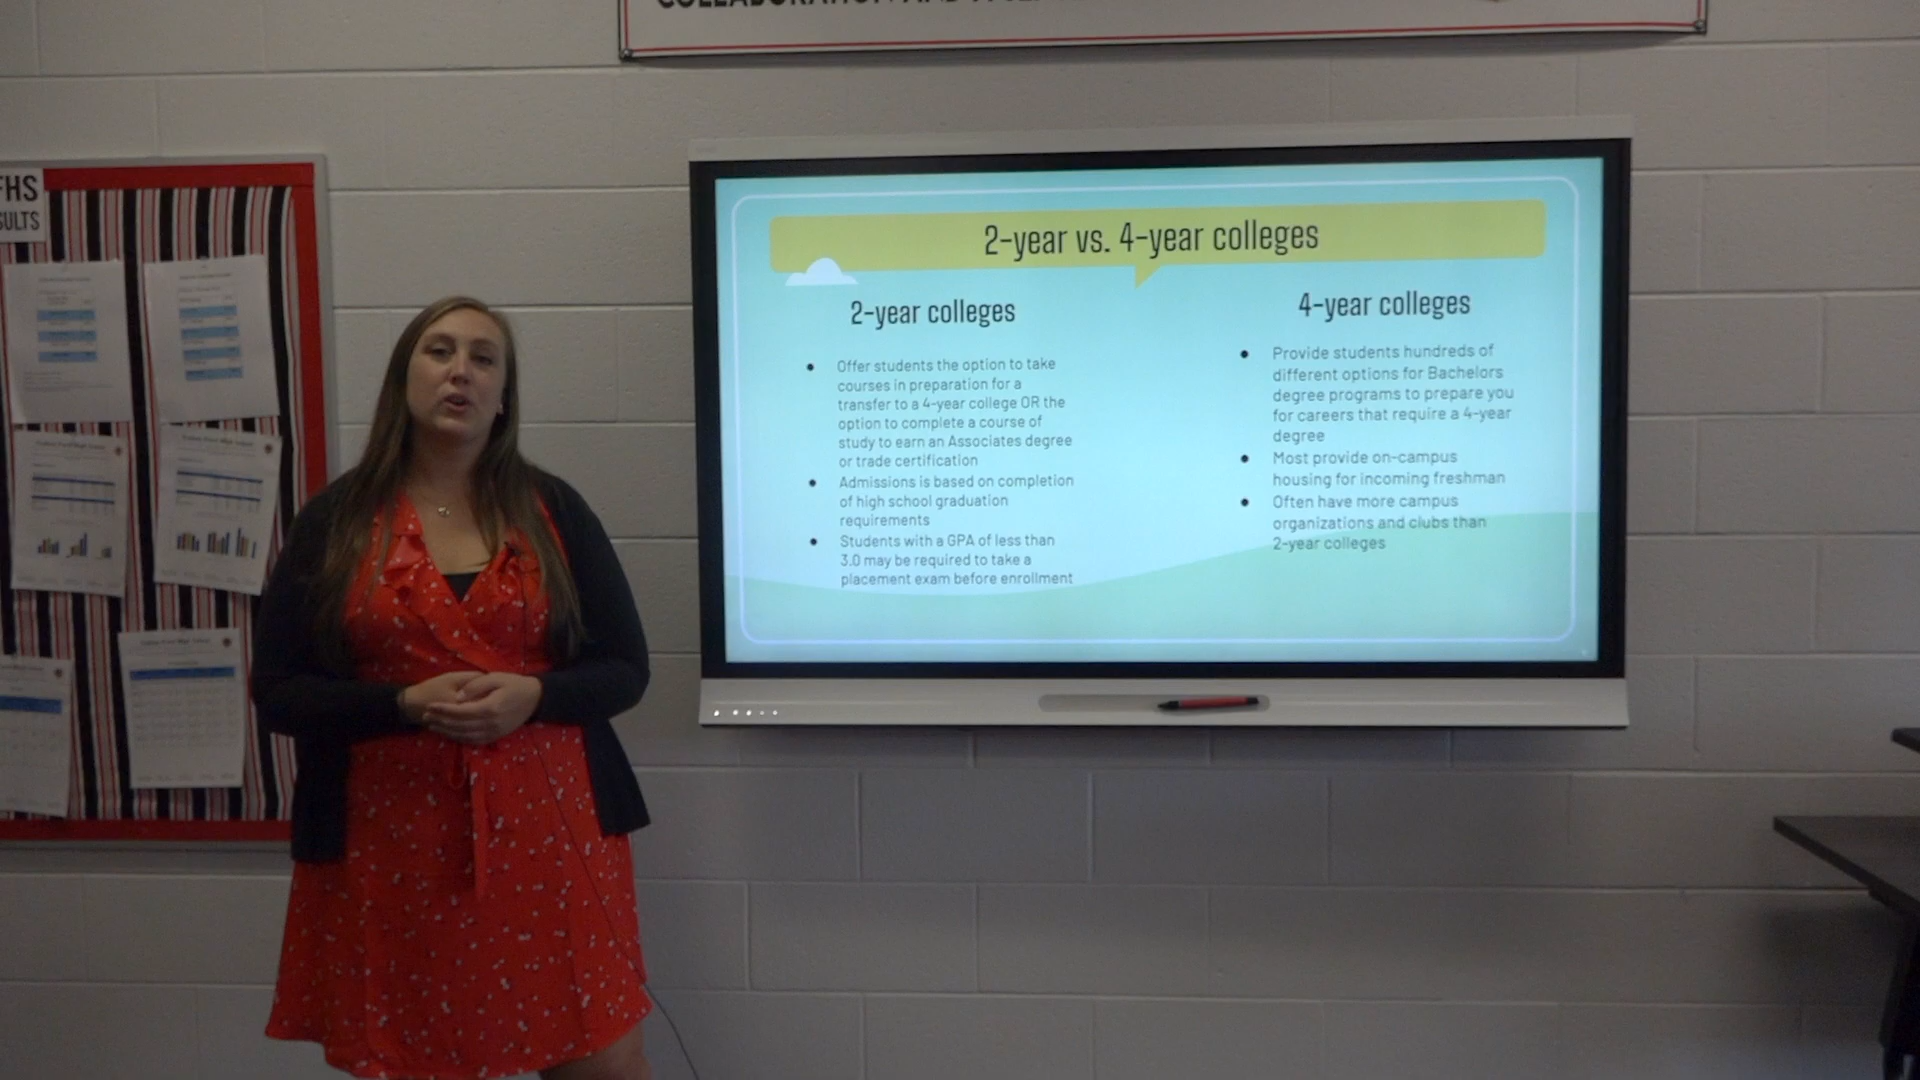 COLLABORATION AND
FHS
SULTS
2-year vs. 4-year colleges
2-year colleges
Offer students the option to take
courses in preparation for a
transfer to a 4-year college OR the
option to complete a course of
study to earn an Associates degree
or trade certification
Admissions is based on completion
of high school graduation
requirements
Students with a GPA of less than
3.0 may be required to take a
placement exam before enrollment
4-year colleges
Provide students hundreds of
different options for Bachelors
degree programs to prepare you
for careers that require a 4-year
degree
Most provide on-campus
housing for incoming freshman
Often have more campus
organizations and clubs than
2-year colleges